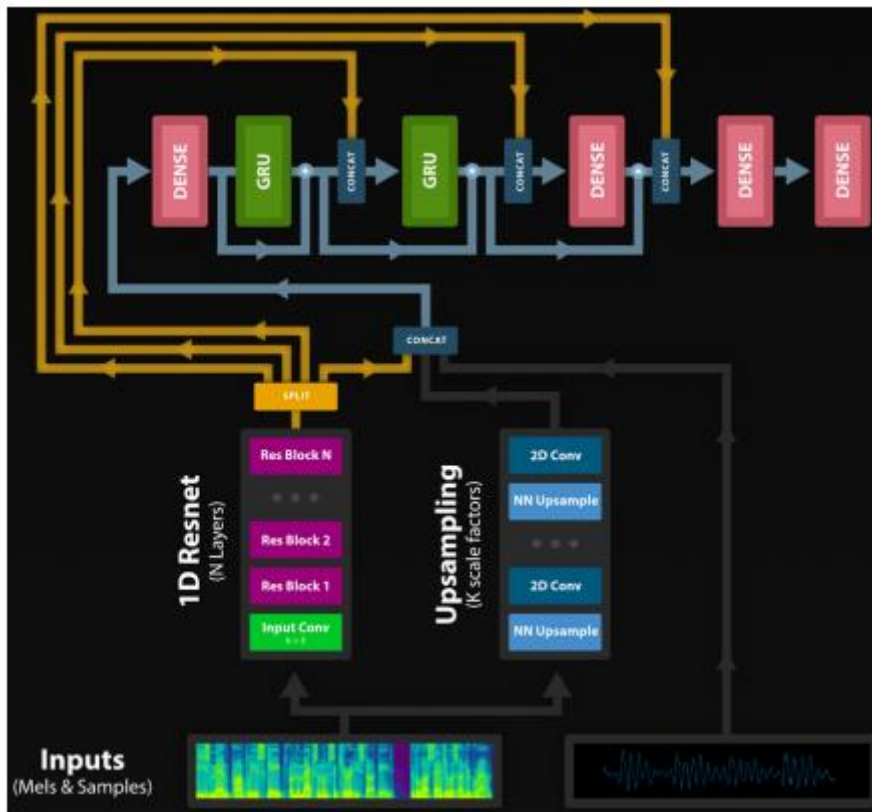 DENSE
GRU
CONCAT
GRU
CONCAT
DENSE
CONCAT
DENSE
DENSE
CONCAT
SPLIT
1D Resnet
(N Layers)
Res Block N
Res Block 2
Res Block 1
Input Conv
Upsampling
(K scale factors)
2D Conv
NN Upsample
2D Conv
NN Upsample
Inputs
(Mels & Samples)